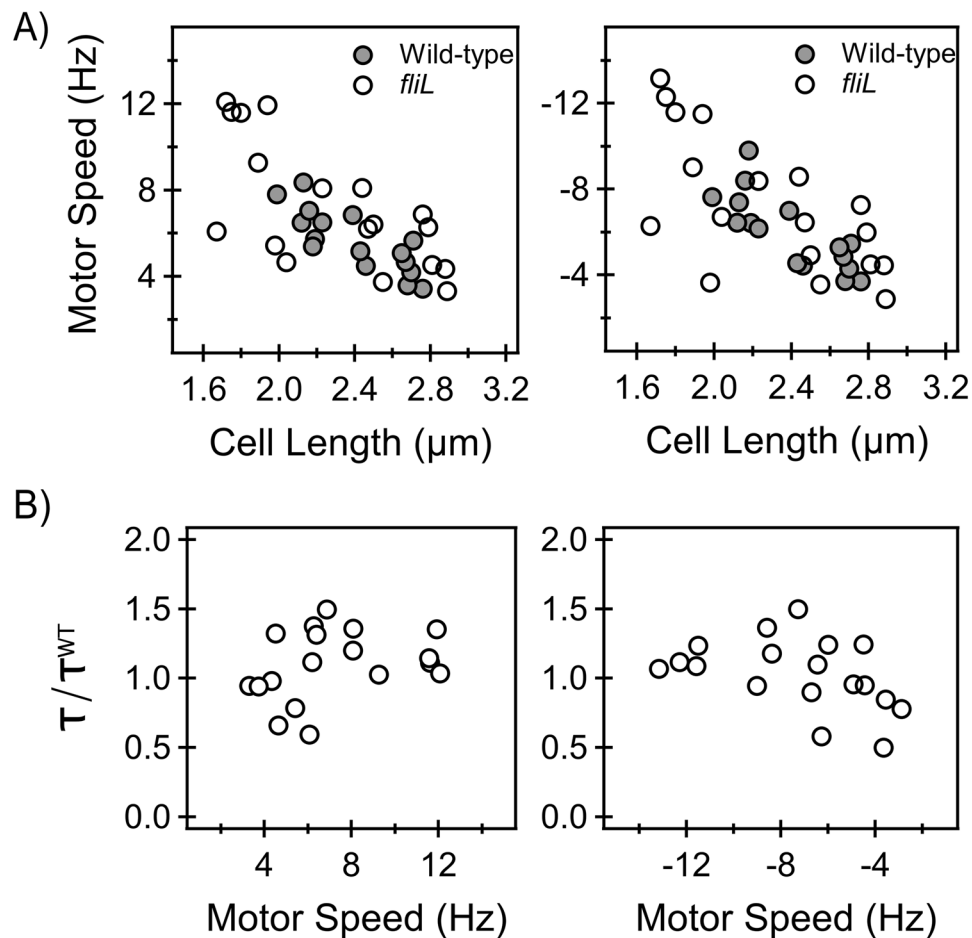 A)
Motor Speed (Hz)
12
8
4
Wild-type
fliL
1.6 2.0 2.4 2.8 3.2
Cell Length (µm)
-12
-8
-4
Wild-type
fliL
1.6 2.0 2.4 2.8 3.2
Cell Length (µm)
B)
τ/τWT
2.0
1.5
1.0
0.5
0.0
4 8 12
Motor Speed (Hz)
2.0
1.5
1.0
0.5
0.0
-12 -8 -4
Motor Speed (Hz)